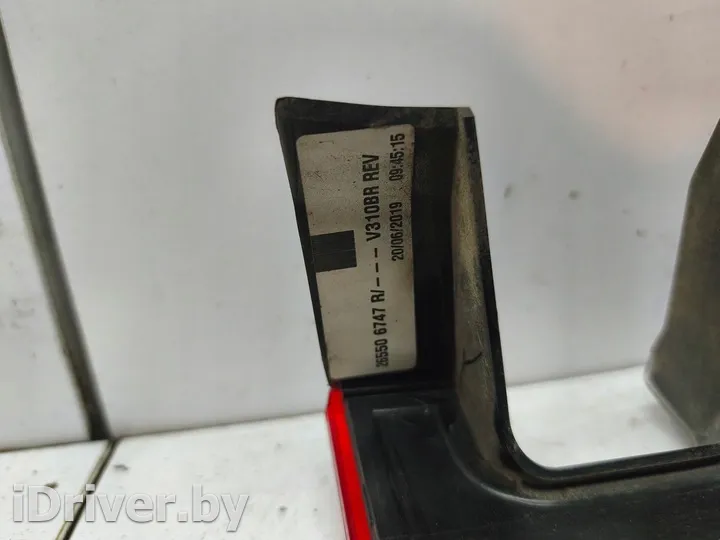 26550 6747 R/--- V310BR REV
20/06/2019 09:45:15
iDriver.by